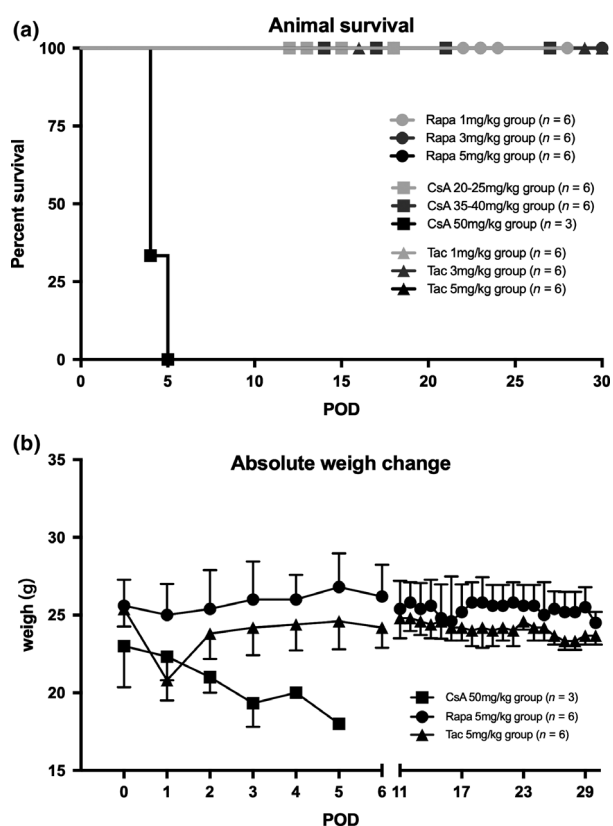 (a)
Animal survival
Percent survival
100
75
50
25
0
Rapa 1mg/kg group (n = 6)
Rapa 3mg/kg group (n = 6)
Rapa 5mg/kg group (n = 6)
CsA 20-25mg/kg group (n = 6)
CsA 35-40mg/kg group (n = 6)
CsA 50mg/kg group (n = 3)
Tac 1mg/kg group (n = 6)
Tac 3mg/kg group (n = 6)
Tac 5mg/kg group (n = 6)
0 5 10 15 20 25 30
POD
(b)
Absolute weigh change
weigh (g)
35
30
25
20
15
CsA 50mg/kg group (n = 3)
Rapa 5mg/kg group (n = 6)
Tac 5mg/kg group (n = 6)
0 1 2 3 4 5 6 11 17 23 29
POD